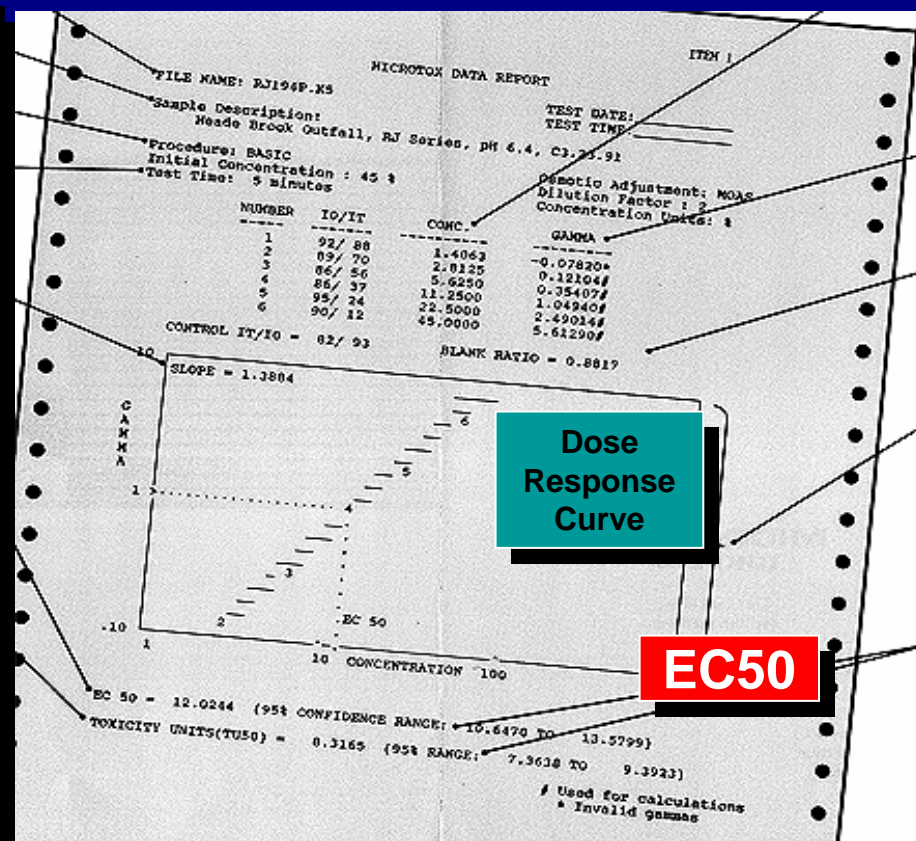 ITEM 1
MICROTOX DATA REPORT
FILE NAME: RJ194P.K5
TEST DATE:
TEST TIME:
Sample Description:
Meade Brook Outfall, RJ Series, pH 6.4, C3.23.92
Procedure: BASIC
Initial Concentration : 45 %
Test Time: 5 minutes
Osmotic Adjustment: MOAS
Dilution Factor : 2
Concentration Units: %
NUMBER IO/IT CONC. GAMMA
1 92/ 88 1.4063 -0.07820*
2 89/ 70 2.8125 0.12104#
3 86/ 56 5.6250 0.35407#
4 86/ 37 11.2500 1.04940#
5 95/ 24 22.5000 2.49014#
6 90/ 12 45.0000 5.61290#
CONTROL IT/IO = 82/ 93 BLANK RATIO = 0.8817
10
SLOPE = 1.3884
GAMMA
6
5
1
4
3
2
EC 50
.10
1 10 CONCENTRATION 100
Dose
Response
Curve
EC50
EC 50 = 12.0244 {95% CONFIDENCE RANGE: 10.6470 TO 13.5799}
TOXICITY UNITS(TU50) = 8.3165 {95% RANGE: 7.3638 TO 9.3923}
# Used for calculations
* Invalid gammas